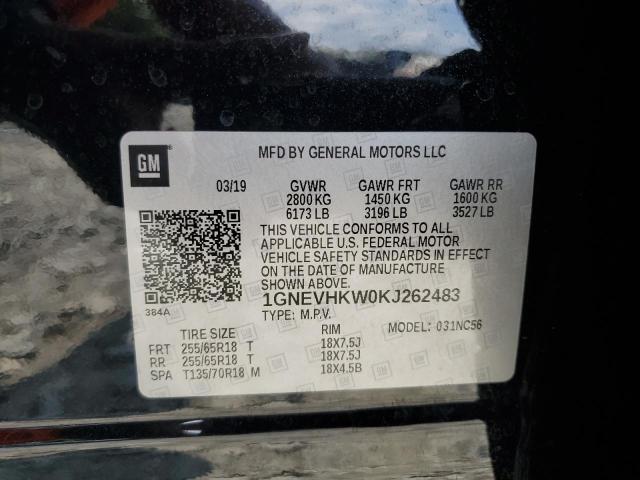 GM
MFD BY GENERAL MOTORS LLC
03/19 GVWR GAWR FRT GAWR RR
2800 KG 1450 KG 1600 KG
6173 LB 3196 LB 3527 LB
THIS VEHICLE CONFORMS TO ALL
APPLICABLE U.S. FEDERAL MOTOR
VEHICLE SAFETY STANDARDS IN EFFECT
ON THE DATE OF MANUFACTURE
SHOWN ABOVE.
384A
1GNEVHKW0KJ262483
TYPE: M.P.V.
TIRE SIZE RIM MODEL: 031NC56
FRT 255/65R18 T 18X7.5J
RR 255/65R18 T 18X7.5J
SPA T135/70R18 M 18X4.5B